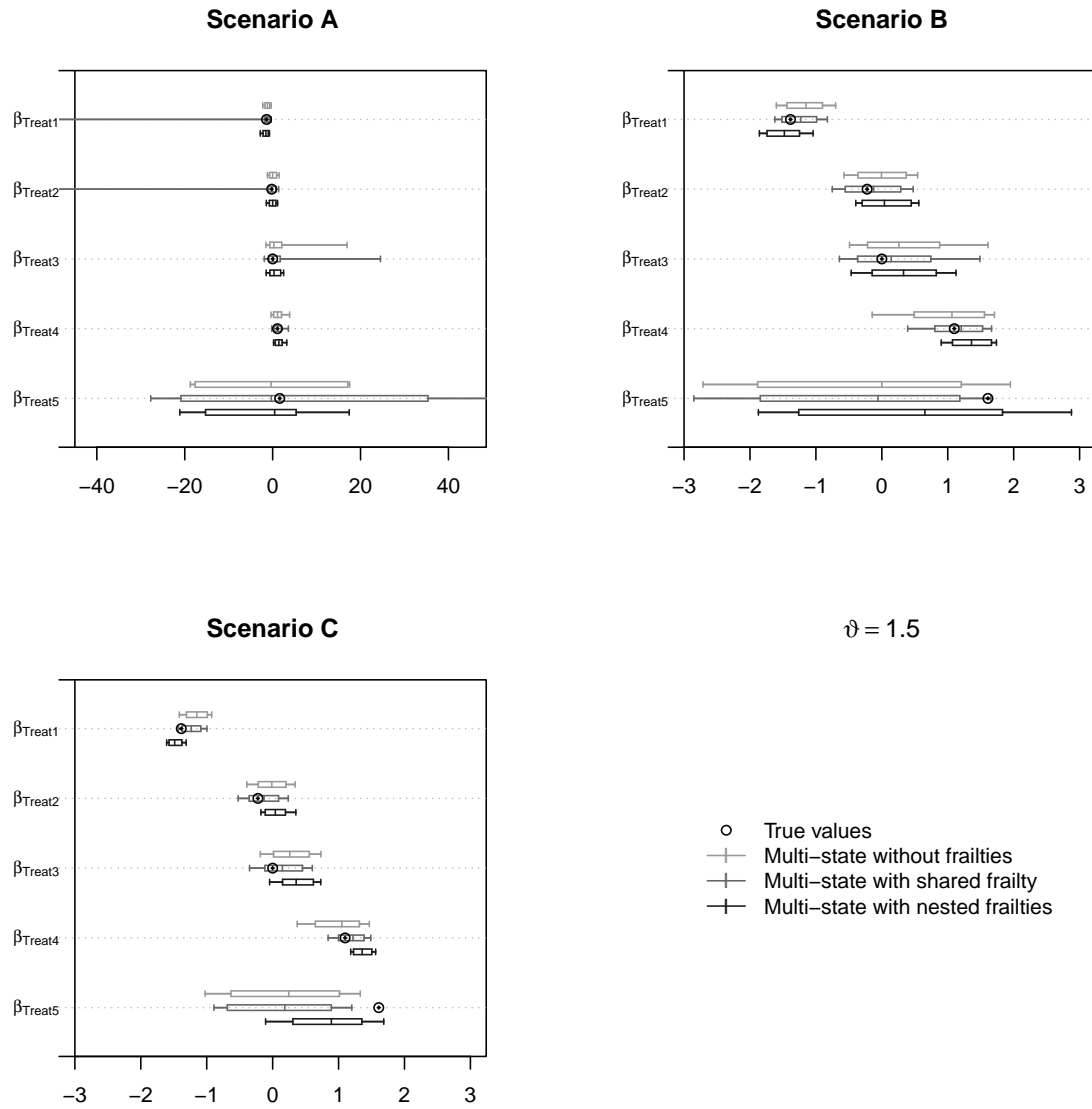 Scenario A
βTreat1
βTreat2
βTreat3
βTreat4
βTreat5
−40 −20 0 20 40
Scenario B
βTreat1
βTreat2
βTreat3
βTreat4
βTreat5
−3 −2 −1 0 1 2 3
Scenario C
βTreat1
βTreat2
βTreat3
βTreat4
βTreat5
−3 −2 −1 0 1 2 3
ϑ = 1.5
True values
Multi−state without frailties
Multi−state with shared frailty
Multi−state with nested frailties